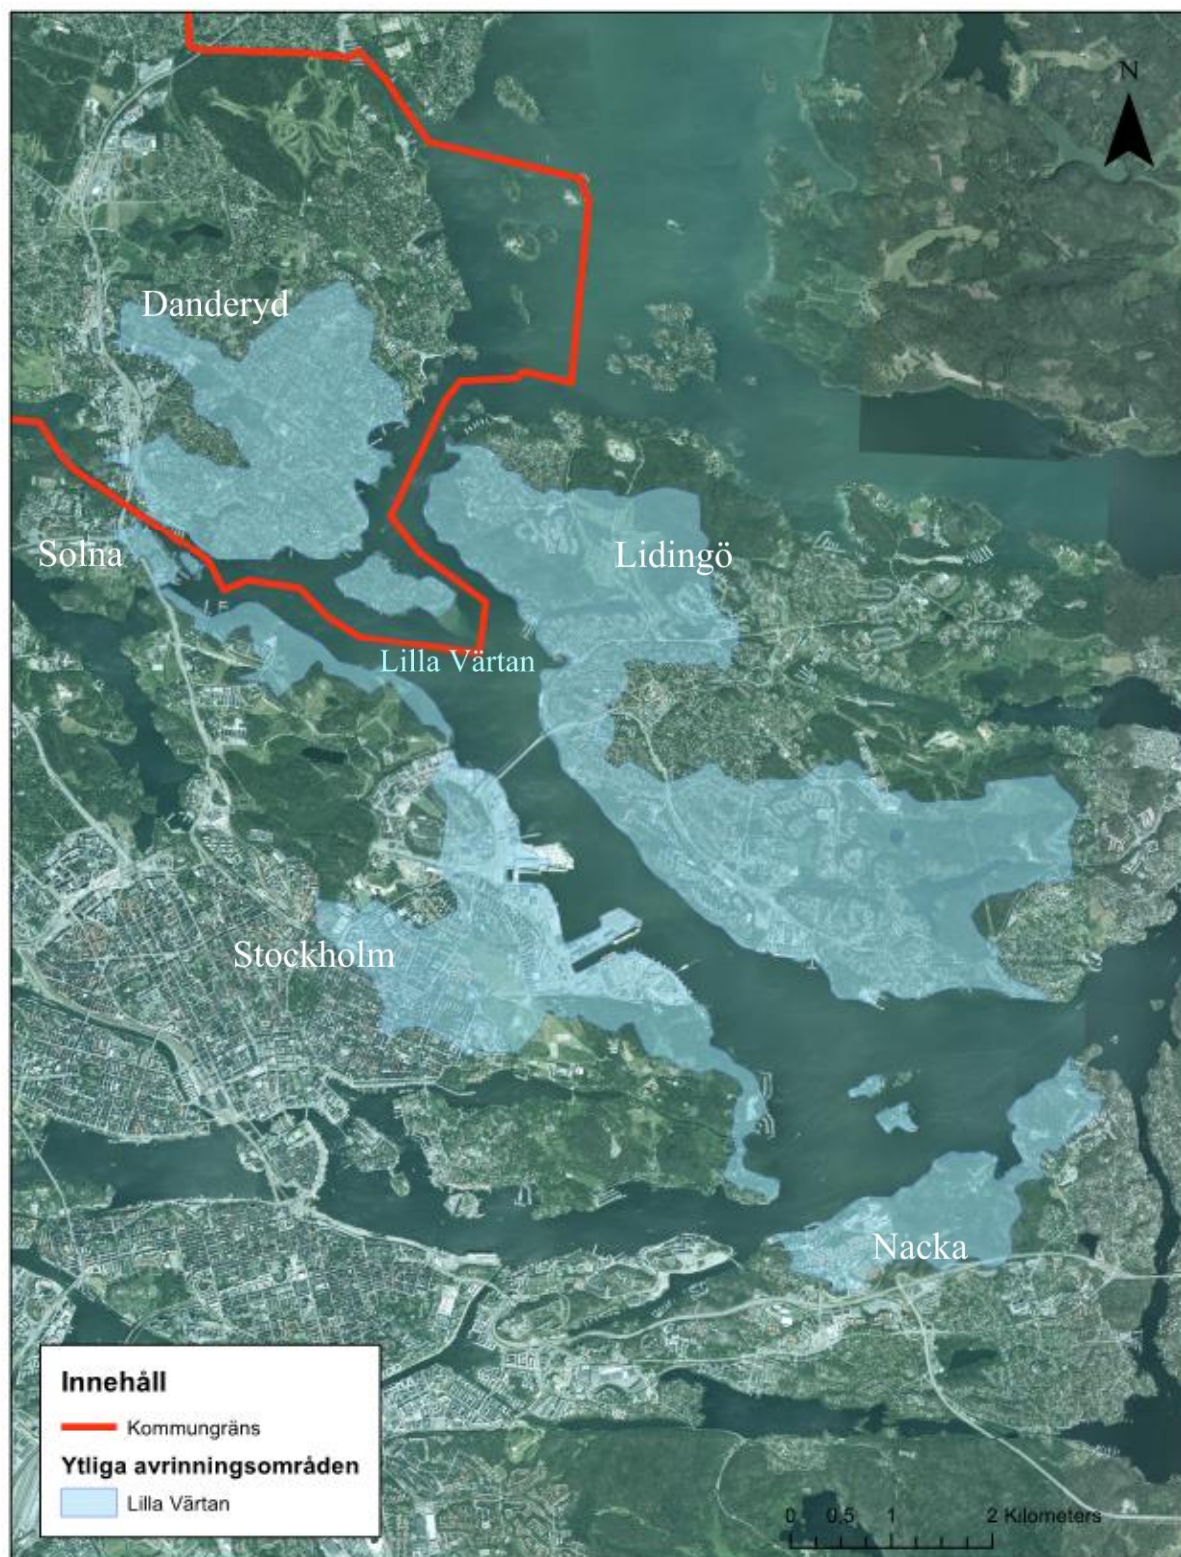 N
Danderyd
Solna
Lidingö
Lilla Värtan
Stockholm
Nacka
Innehåll
Kommungräns
Ytliga avrinningsområden
Lilla Värtan
0 0.5 1 2 Kilometers